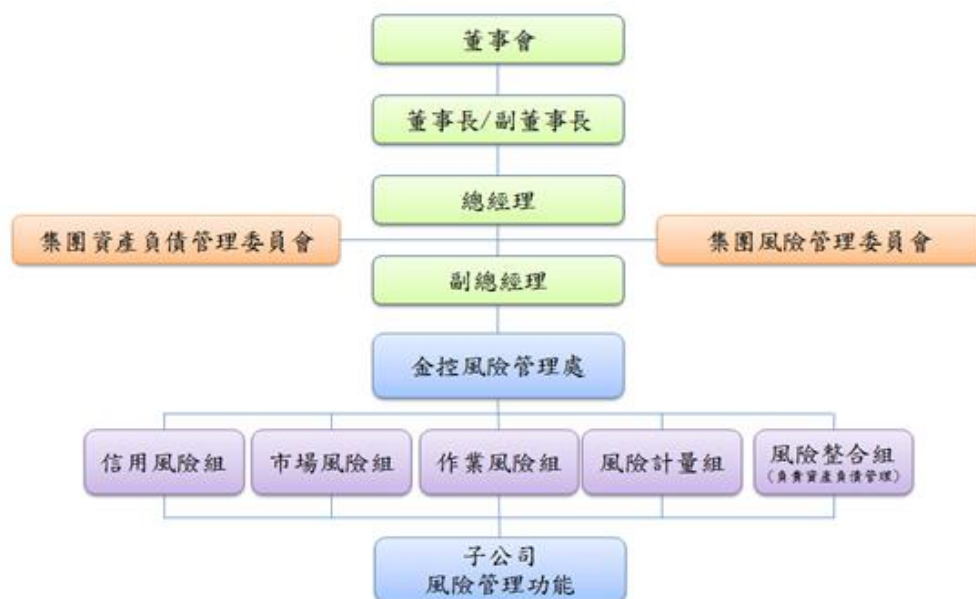 董事會
董事長/副董事長
總經理
集團資產負債管理委員會
集團風險管理委員會
副總經理
金控風險管理處
信用風險組
市場風險組
作業風險組
風險計量組
風險整合組
(負責資產負債管理)
子公司
風險管理功能